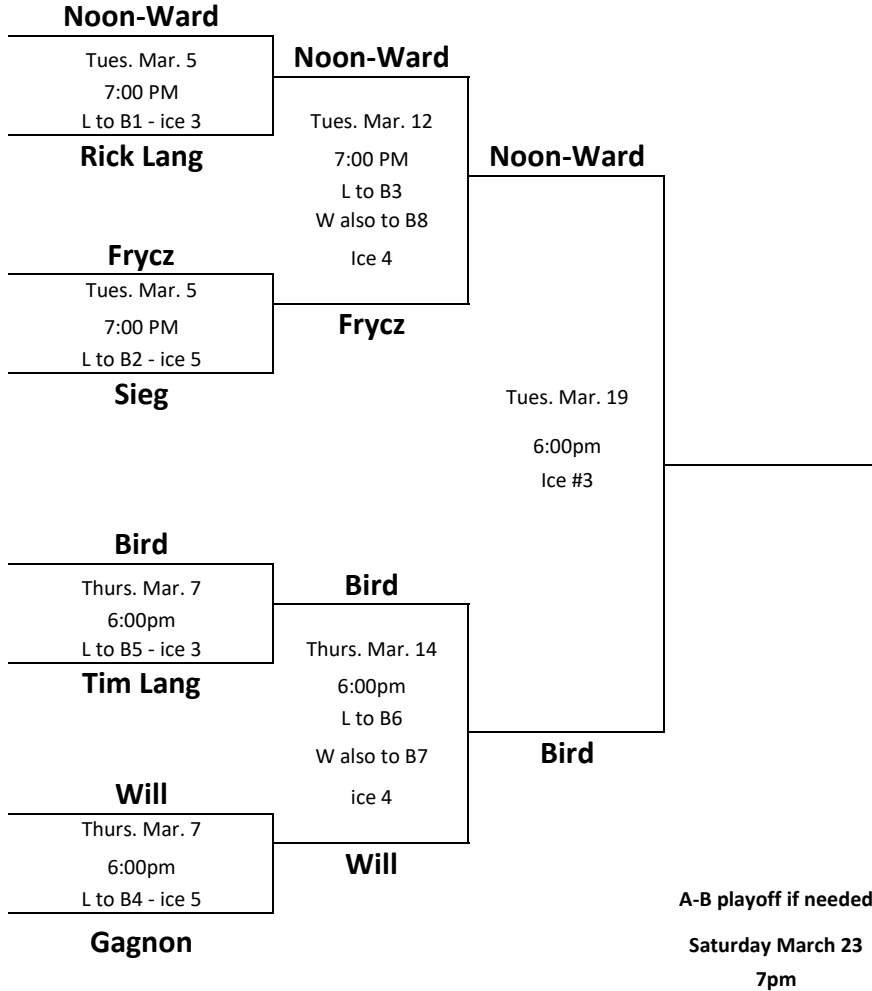 Noon-Ward
Tues. Mar. 5
7:00 PM
L to B1 - ice 3
Rick Lang
Frycz
Tues. Mar. 5
7:00 PM
L to B2 - ice 5
Sieg
Bird
Thurs. Mar. 7
6:00pm
L to B5 - ice 3
Tim Lang
Will
Thurs. Mar. 7
6:00pm
L to B4 - ice 5
Gagnon
Noon-Ward
Tues. Mar. 12
7:00 PM
L to B3
W also to B8
Ice 4
Frycz
Bird
Thurs. Mar. 14
6:00pm
L to B6
W also to B7
ice 4
Will
Noon-Ward
Tues. Mar. 19
6:00pm
Ice #3
Bird
A-B playoff if needed
Saturday March 23
7pm